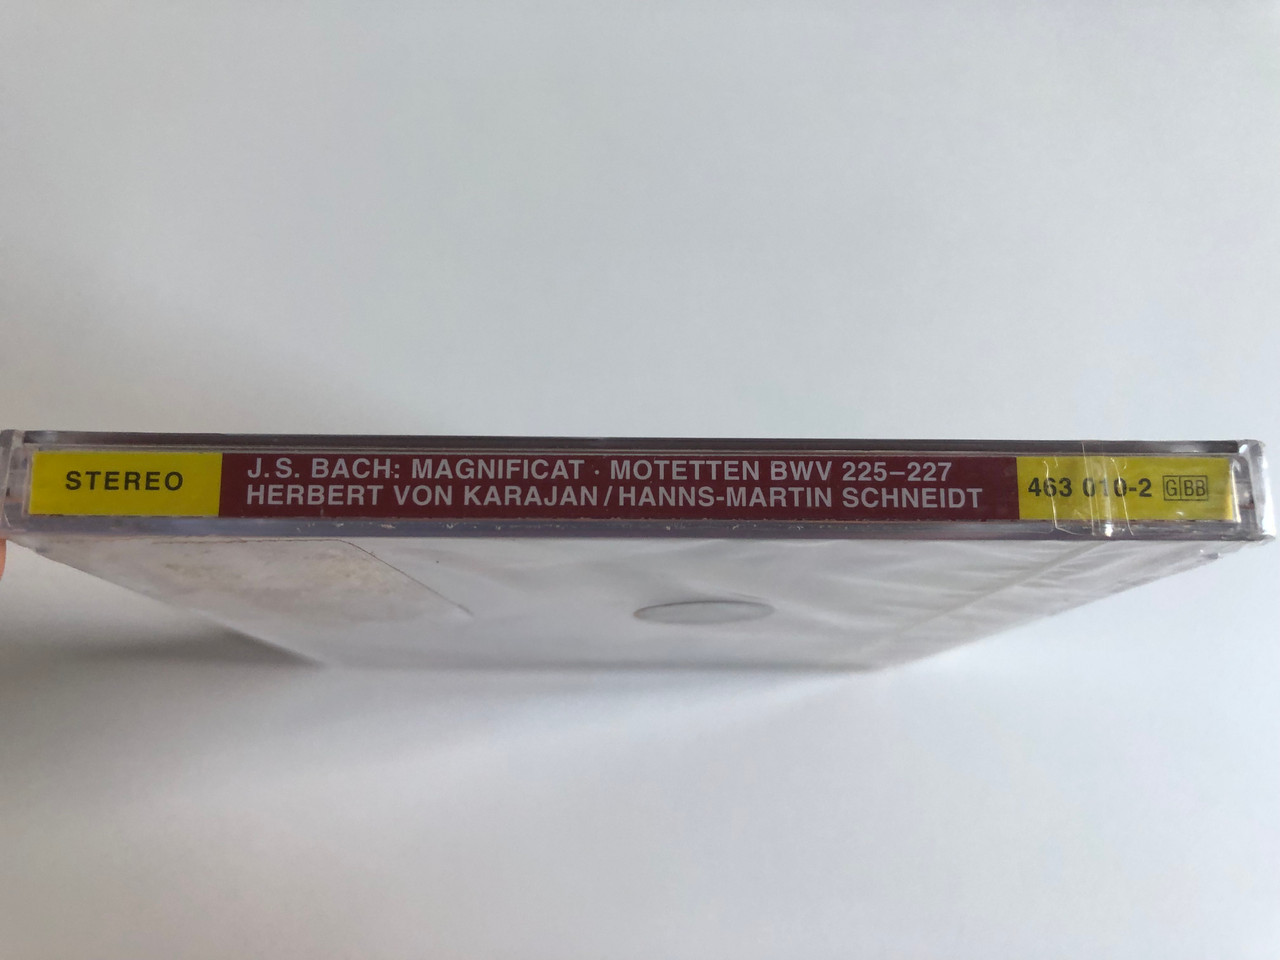 STEREO
J.S. BACH: MAGNIFICAT · MOTETTEN BWV 225–227
HERBERT VON KARAJAN/HANNS-MARTIN SCHNEIDT
463 010-2 GBB